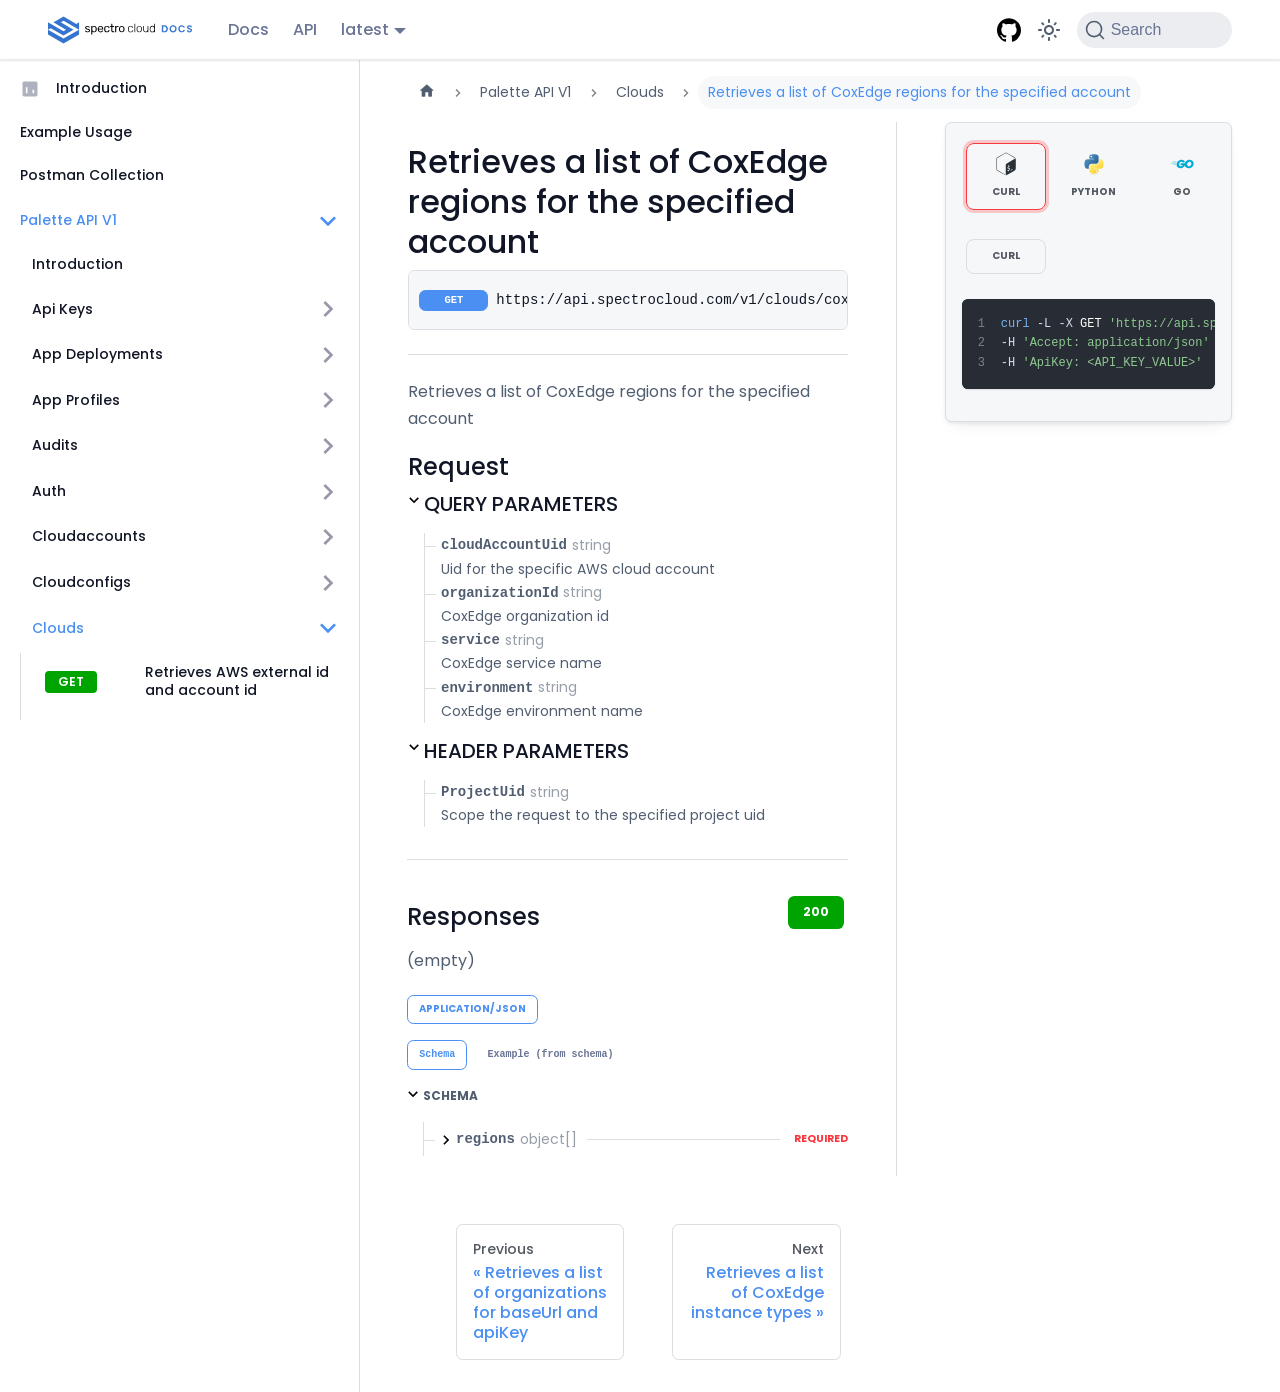 spectro cloud DOCS
Docs
API
latest
Search
Introduction
Example Usage
Postman Collection
Palette API V1
Introduction
Api Keys
App Deployments
App Profiles
Audits
Auth
Cloudaccounts
Cloudconfigs
Clouds
GET
Retrieves AWS external id
and account id
Palette API V1
Clouds
Retrieves a list of CoxEdge regions for the specified account
Retrieves a list of CoxEdge
regions for the specified
account
GET https://api.spectrocloud.com/v1/clouds/cox
Retrieves a list of CoxEdge regions for the specified
account
Request
QUERY PARAMETERS
cloudAccountUid string
Uid for the specific AWS cloud account
organizationId string
CoxEdge organization id
service string
CoxEdge service name
environment string
CoxEdge environment name
HEADER PARAMETERS
ProjectUid string
Scope the request to the specified project uid
Responses
200
(empty)
APPLICATION/JSON
Schema
Example (from schema)
SCHEMA
regions object[]
REQUIRED
Previous
« Retrieves a list
of organizations
for baseUrl and
apiKey
Next
Retrieves a list
of CoxEdge
instance types »
CURL
PYTHON
GO
CURL
1 curl -L -X GET 'https://api.sp
2 -H 'Accept: application/json'
3 -H 'ApiKey: <API_KEY_VALUE>'